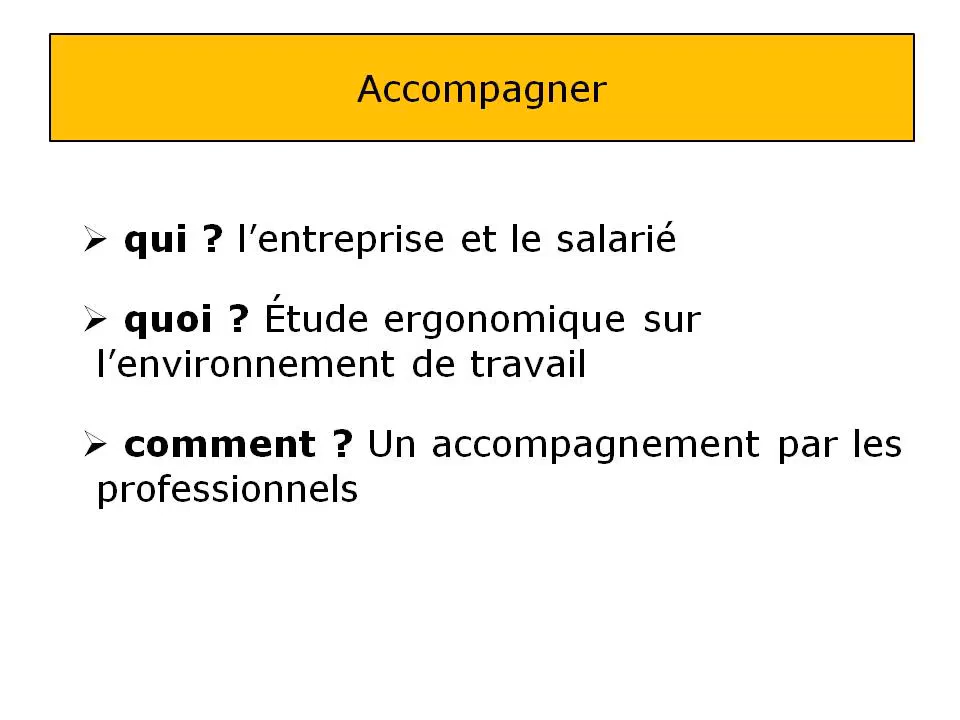 Accompagner
➢ qui ? l’entreprise et le salarié
➢ quoi ? Étude ergonomique sur
l’environnement de travail
➢ comment ? Un accompagnement par les
professionnels